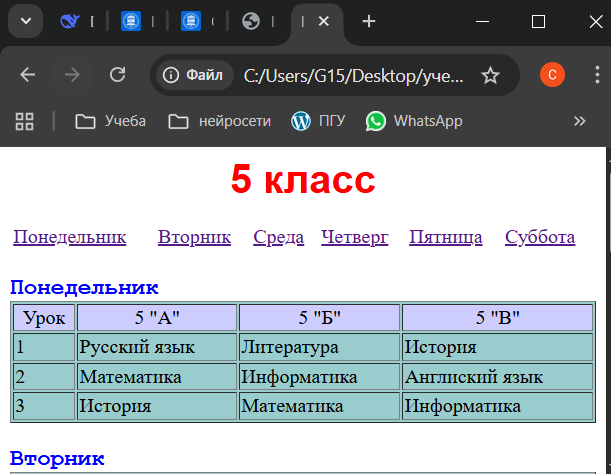 Файл C:/Users/G15/Desktop/уче...
C
Учеба нейросети ПГУ WhatsApp »
5 класс
Понедельник Вторник Среда Четверг Пятница Суббота
Понедельник
Урок 5 "А" 5 "Б" 5 "В"
1 Русский язык Литература История
2 Математика Информатика Англиский язык
3 История Математика Информатика
Вторник